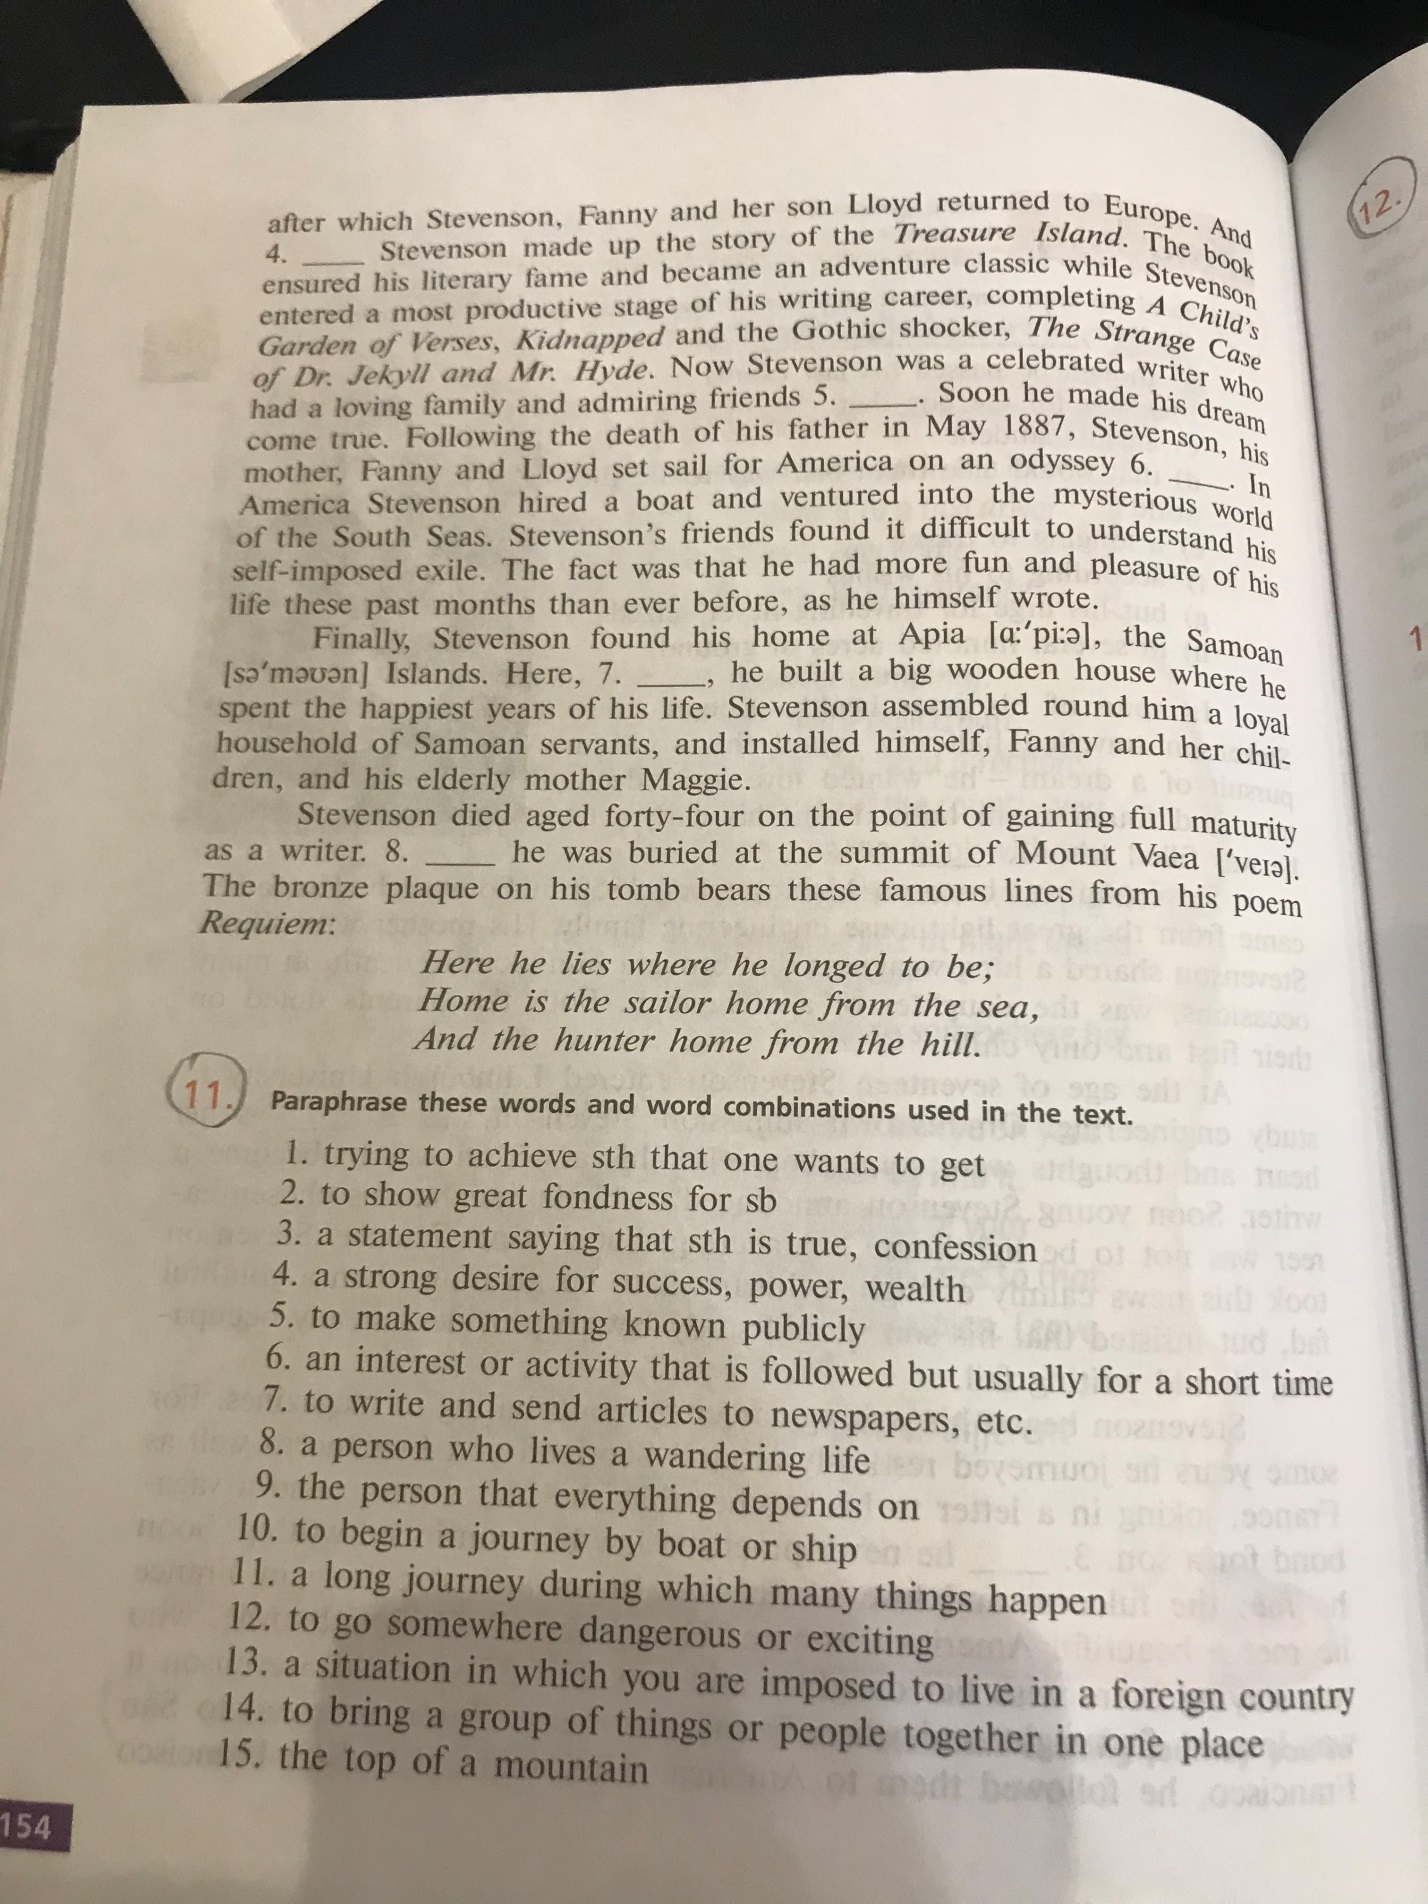 after which Stevenson, Fanny and her son Lloyd returned to Europe. And
4. ____ Stevenson made up the story of the Treasure Island. The book
ensured his literary fame and became an adventure classic while Stevenson
entered a most productive stage of his writing career, completing A Child's
Garden of Verses, Kidnapped and the Gothic shocker, The Strange Case
of Dr. Jekyll and Mr. Hyde. Now Stevenson was a celebrated writer who
had a loving family and admiring friends 5. ____. Soon he made his dream
come true. Following the death of his father in May 1887, Stevenson, his
mother, Fanny and Lloyd set sail for America on an odyssey 6. ____. In
America Stevenson hired a boat and ventured into the mysterious world
of the South Seas. Stevenson's friends found it difficult to understand his
self-imposed exile. The fact was that he had more fun and pleasure of his
life these past months than ever before, as he himself wrote.
Finally, Stevenson found his home at Apia [ɑ:'pi:ə], the Samoan
[sə'məʊən] Islands. Here, 7. ____, he built a big wooden house where he
spent the happiest years of his life. Stevenson assembled round him a loyal
household of Samoan servants, and installed himself, Fanny and her chil-
dren, and his elderly mother Maggie.
Stevenson died aged forty-four on the point of gaining full maturity
as a writer. 8. ____ he was buried at the summit of Mount Vaea ['veɪə].
The bronze plaque on his tomb bears these famous lines from his poem
Requiem:
Here he lies where he longed to be;
Home is the sailor home from the sea,
And the hunter home from the hill.
11. Paraphrase these words and word combinations used in the text.
1. trying to achieve sth that one wants to get
2. to show great fondness for sb
3. a statement saying that sth is true, confession
4. a strong desire for success, power, wealth
5. to make something known publicly
6. an interest or activity that is followed but usually for a short time
7. to write and send articles to newspapers, etc.
8. a person who lives a wandering life
9. the person that everything depends on
10. to begin a journey by boat or ship
11. a long journey during which many things happen
12. to go somewhere dangerous or exciting
13. a situation in which you are imposed to live in a foreign country
14. to bring a group of things or people together in one place
15. the top of a mountain
154
12.
1